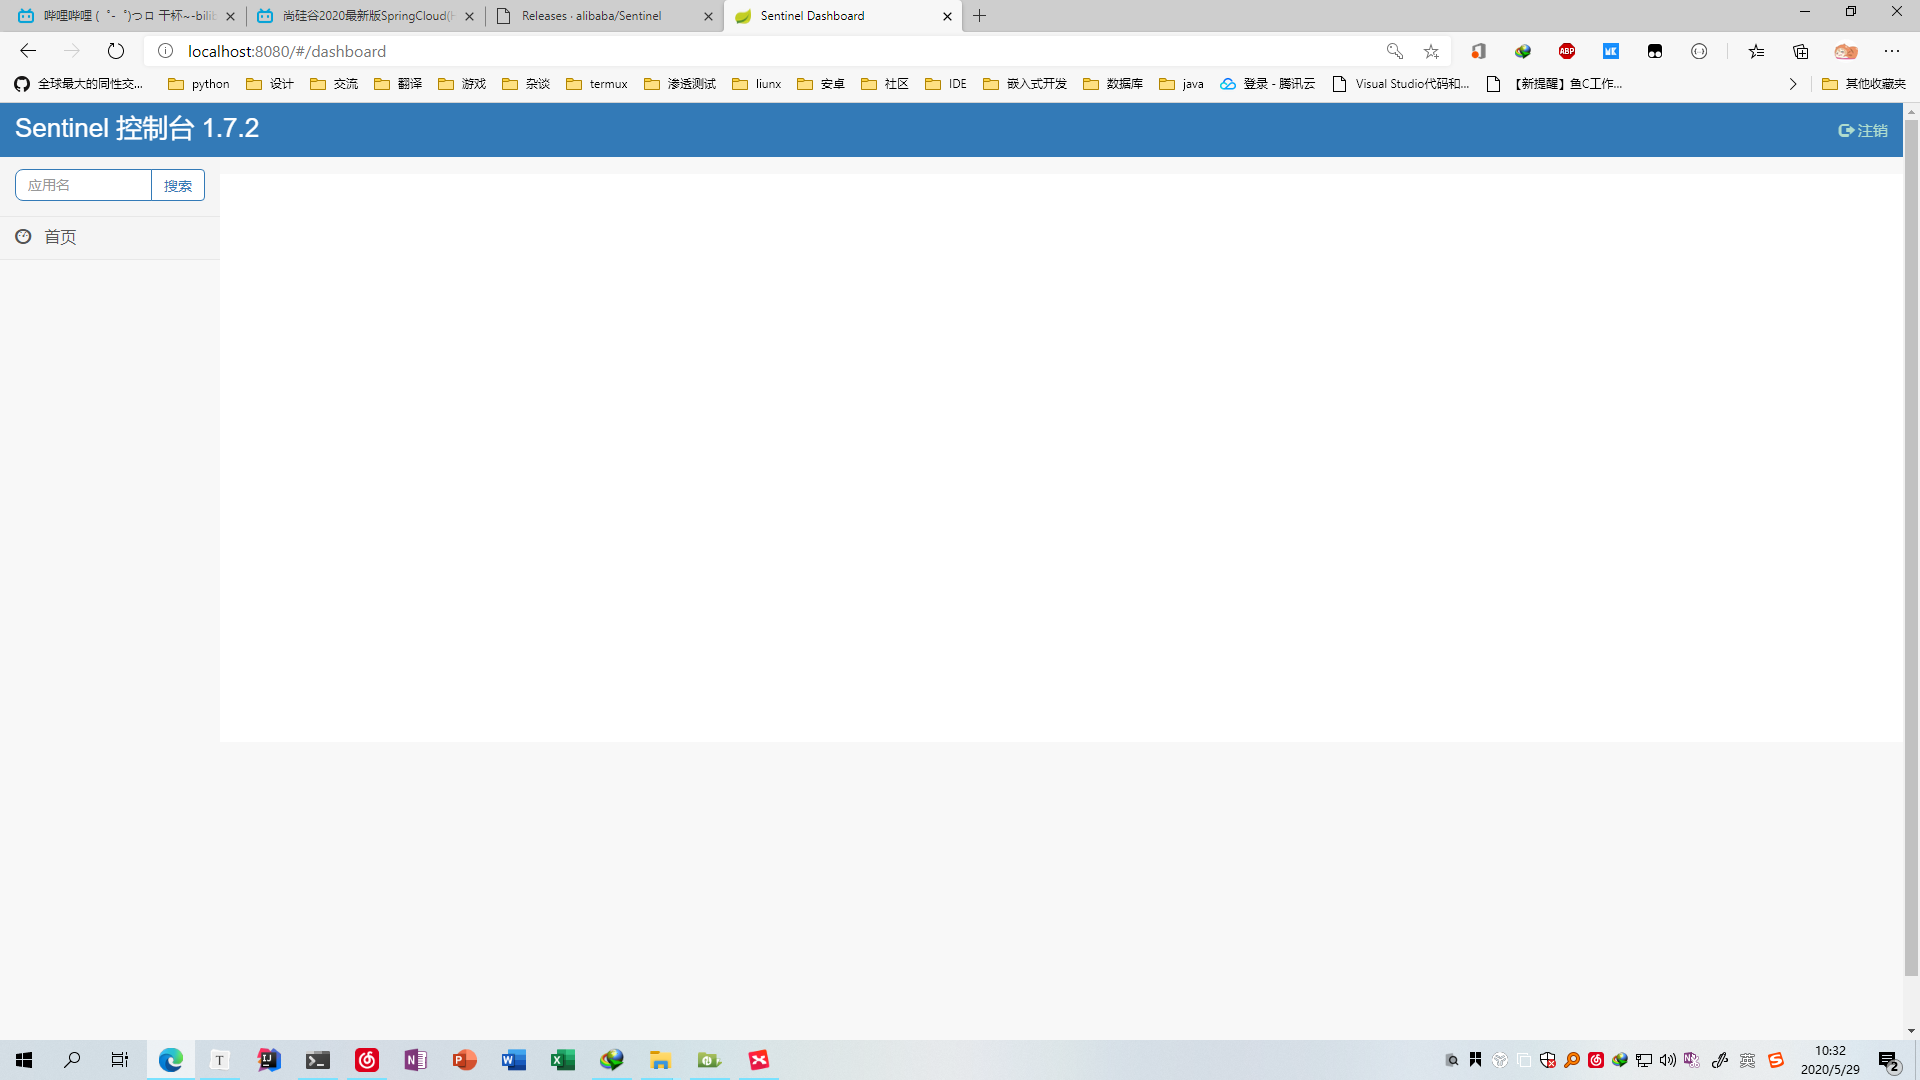 哔哩哔哩 (゜-゜)つロ 干杯~-bili
尚硅谷2020最新版SpringCloud(H
Releases · alibaba/Sentinel
Sentinel Dashboard
localhost:8080/#/dashboard
ABP
全球最大的同性交...
python
设计
交流
翻译
游戏
杂谈
termux
渗透测试
liunx
安卓
社区
IDE
嵌入式开发
数据库
java
登录 - 腾讯云
Visual Studio代码和...
【新提醒】鱼C工作...
其他收藏夹
Sentinel 控制台 1.7.2
注销
应用名
搜索
首页
英
10:32
2020/5/29
2